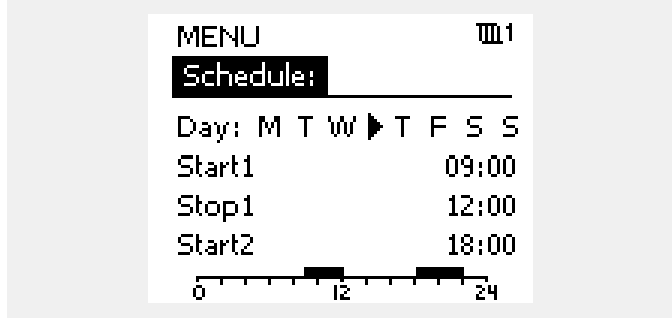 MENU 1
Schedule:
Day: M T W ▶ T F S S
Start1 09:00
Stop1 12:00
Start2 18:00
0 12 24